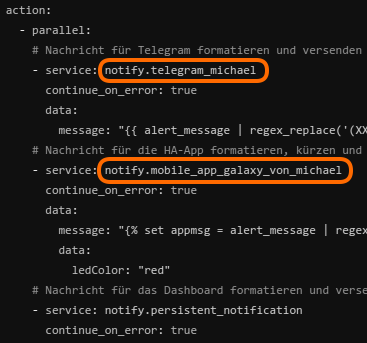 action:
- parallel:
# Nachricht für Telegram formatieren und versenden
- service: notify.telegram_michael
continue_on_error: true
data:
message: "{{ alert_message | regex_replace('(XX
# Nachricht für die HA-App formatieren, kürzen und
- service: notify.mobile_app_galaxy_von_michael
continue_on_error: true
data:
message: "{% set appmsg = alert_message | regex
data:
ledColor: "red"
# Nachricht für das Dashboard formatieren und verse
- service: notify.persistent_notification
continue_on_error: true